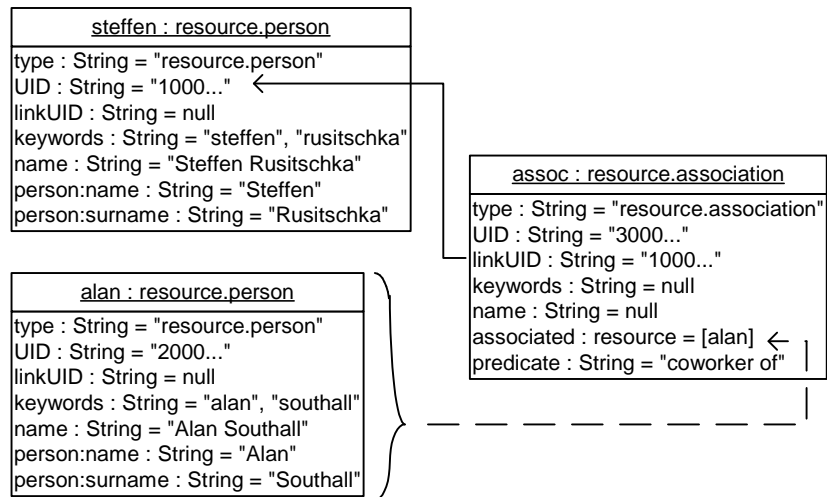 steffen : resource.person
type : String = "resource.person"
UID : String = "1000..."
linkUID : String = null
keywords : String = "steffen", "rusitschka"
name : String = "Steffen Rusitschka"
person:name : String = "Steffen"
person:surname : String = "Rusitschka"
assoc : resource.association
type : String = "resource.association"
UID : String = "3000..."
linkUID : String = "1000..."
keywords : String = null
name : String = null
associated : resource = [alan]
predicate : String = "coworker of"
alan : resource.person
type : String = "resource.person"
UID : String = "2000..."
linkUID : String = null
keywords : String = "alan", "southall"
name : String = "Alan Southall"
person:name : String = "Alan"
person:surname : String = "Southall"